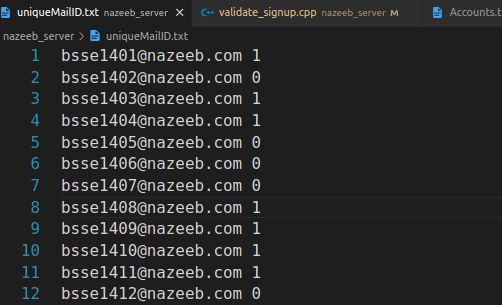 uniqueMailID.txt nazeeb_server × validate_signup.cpp nazeeb_server M Accounts.t
nazeeb_server > uniqueMailID.txt
1 bsse1401@nazeeb.com 1
2 bsse1402@nazeeb.com 0
3 bsse1403@nazeeb.com 1
4 bsse1404@nazeeb.com 1
5 bsse1405@nazeeb.com 0
6 bsse1406@nazeeb.com 0
7 bsse1407@nazeeb.com 0
8 bsse1408@nazeeb.com 1
9 bsse1409@nazeeb.com 1
10 bsse1410@nazeeb.com 1
11 bsse1411@nazeeb.com 1
12 bsse1412@nazeeb.com 0